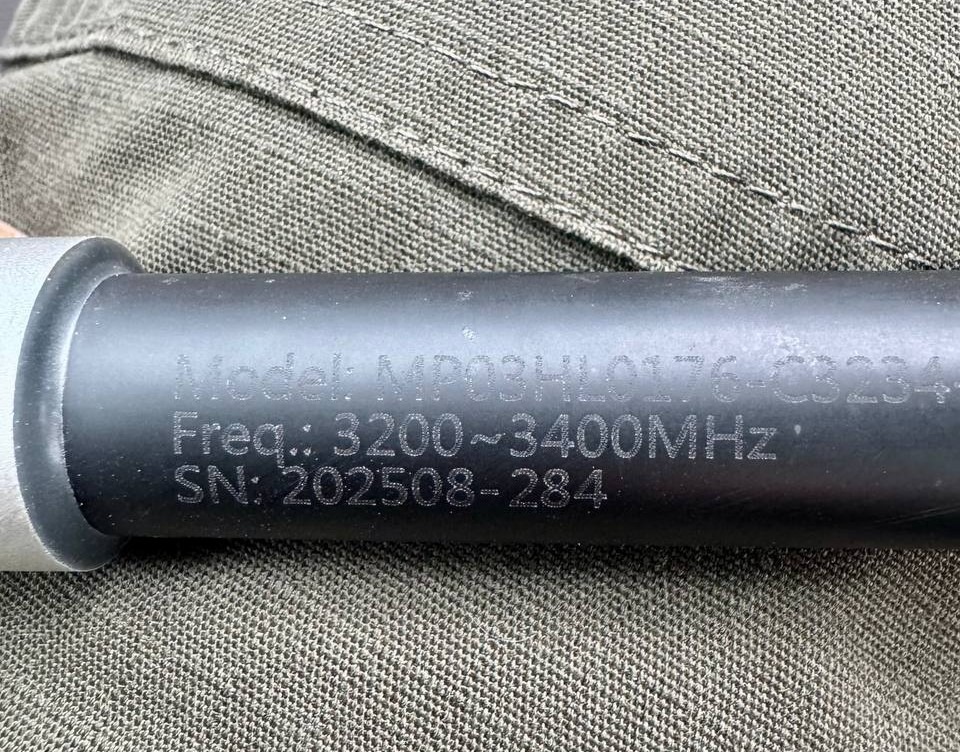 Model: MP03HL0176-C3234-
Freq.: 3200~3400MHz
SN: 202508-284